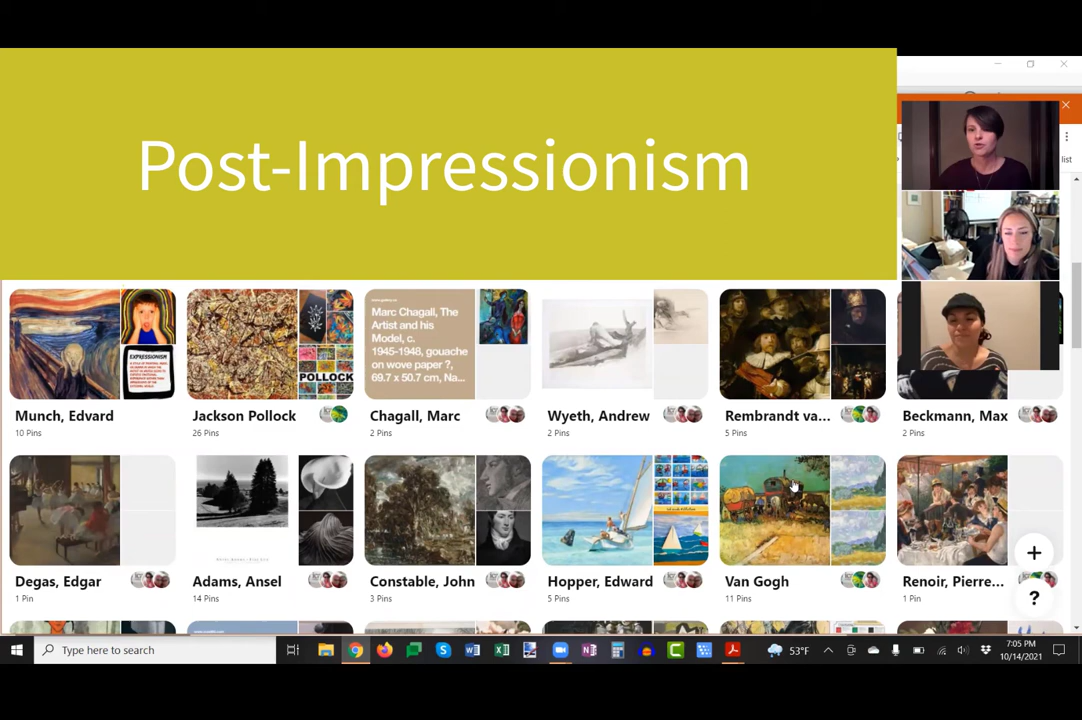 Post-Impressionism
list
Marc Chagall, The
Artist and his
Model, c.
1945-1948, gouache
on wove paper ?,
69.7 x 50.7 cm, Na...
EXPRESSIONISM
POLLOCK
Munch, Edvard
10 Pins
Jackson Pollock
26 Pins
Chagall, Marc
2 Pins
Wyeth, Andrew
2 Pins
Rembrandt va...
5 Pins
Beckmann, Max
2 Pins
Degas, Edgar
1 Pin
Adams, Ansel
14 Pins
Constable, John
3 Pins
Hopper, Edward
5 Pins
Van Gogh
11 Pins
Renoir, Pierre...
1 Pin
+
?
Type here to search
53°F
7:05 PM
10/14/2021